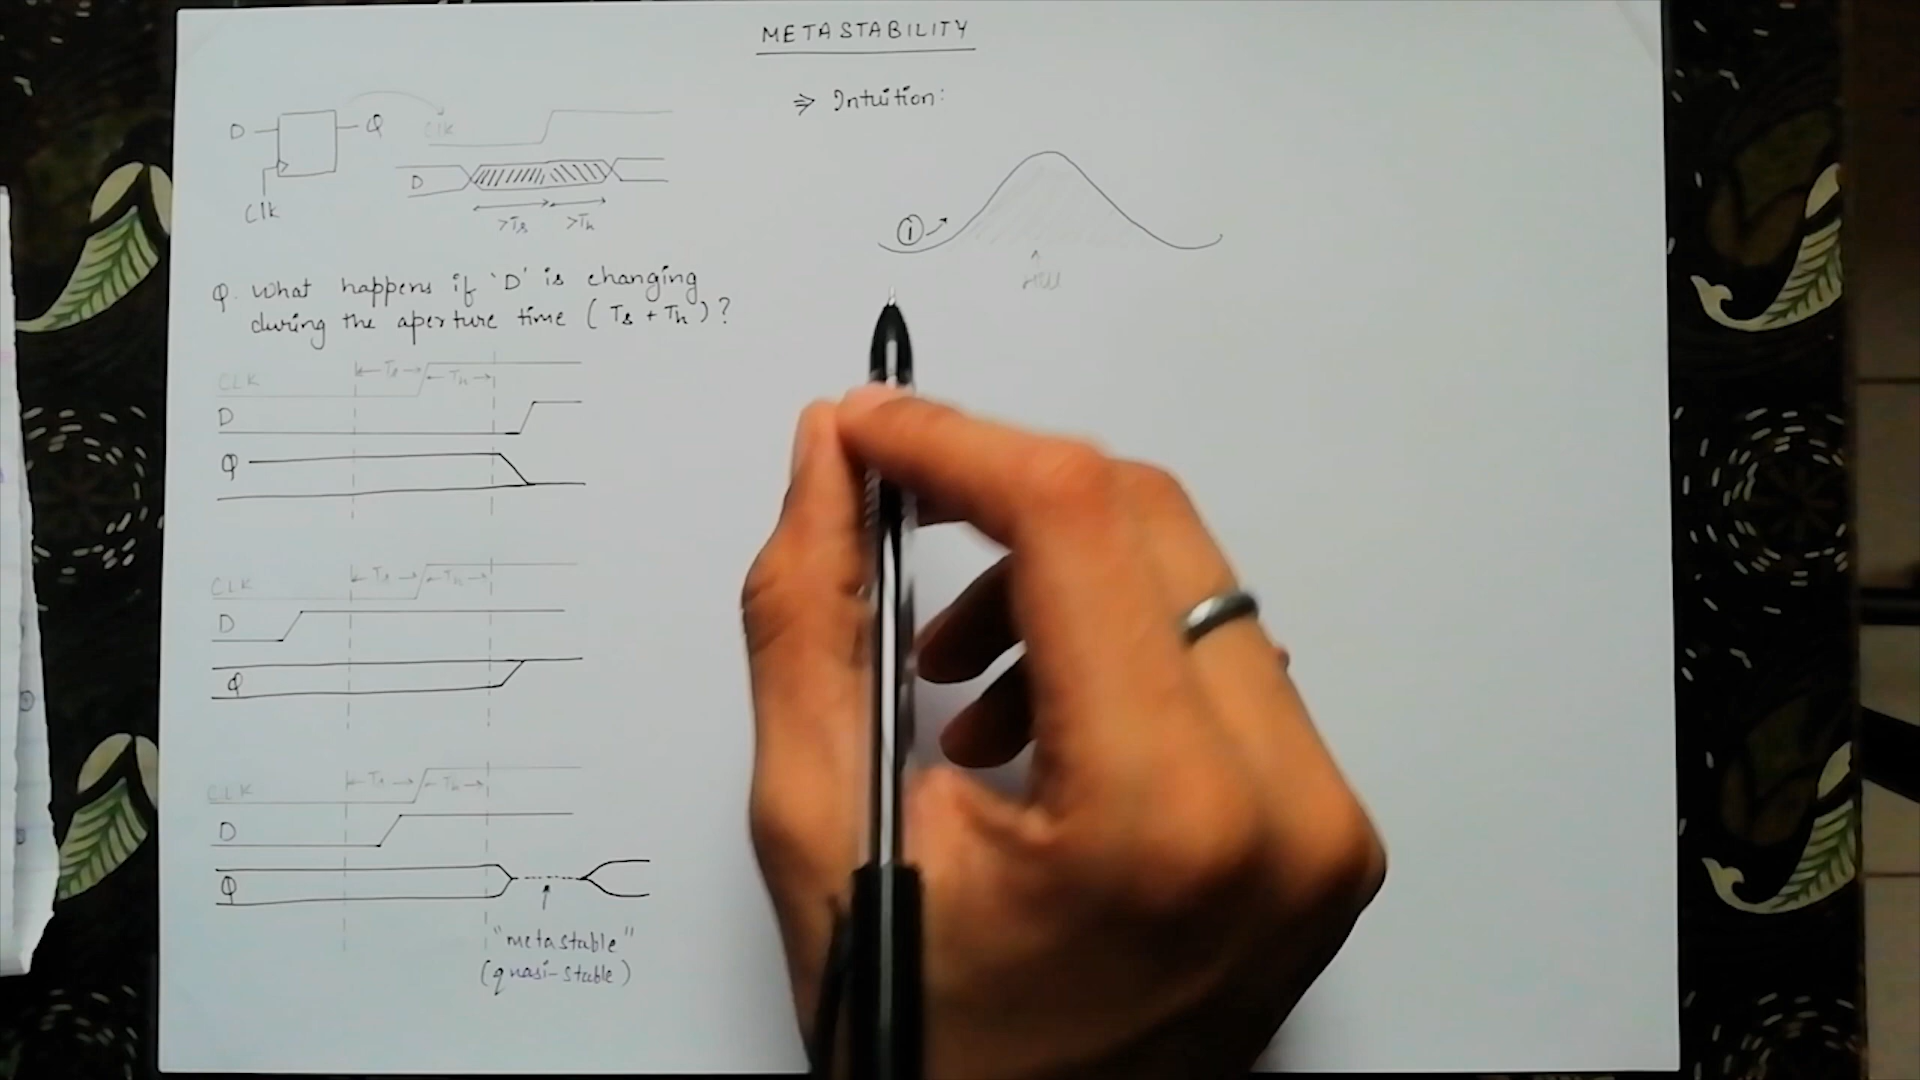 METASTABILITY
D
Q
Clk
Clk
D
>Ts
>Th
Q. What happens if 'D' is changing
during the aperture time (Ts + Th)?
CLK
Ts
Th
D
Q
CLK
Ts
Th
D
Q
CLK
Ts
Th
D
Q
"metastable"
(quasi-stable)
⇒ Intuition:
1
Hill